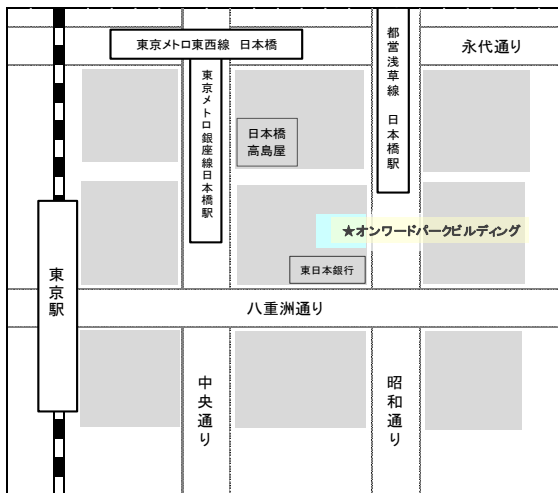 東京メトロ東西線 日本橋
都営浅草線 日本橋駅
永代通り
東京メトロ銀座線日本橋駅
日本橋
高島屋
★オンワードパークビルディング
東日本銀行
東京駅
八重洲通り
中央通り
昭和通り